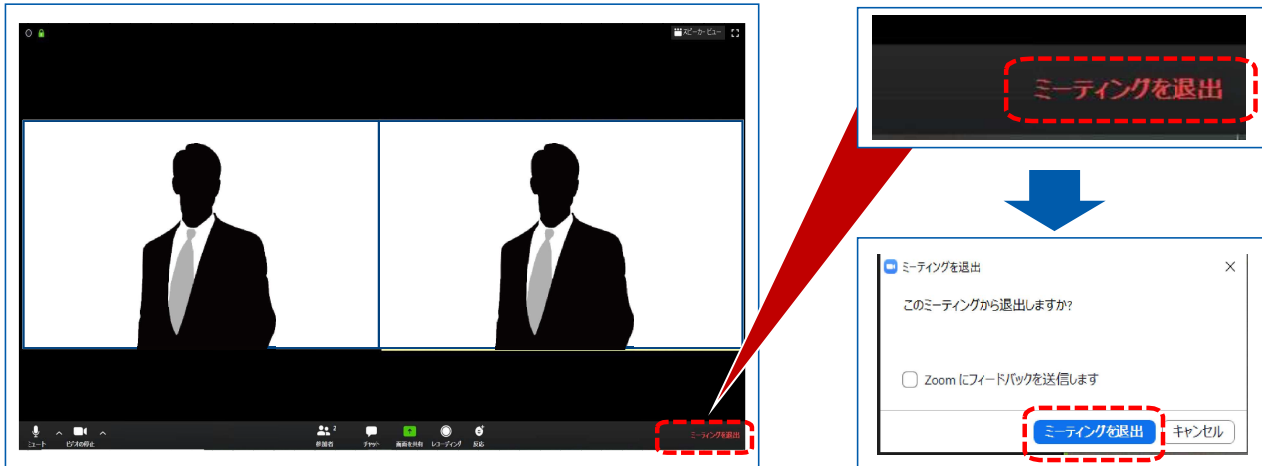 スピーカービュー
ミュート
ビデオの停止
参加者
2
チャット
画面を共有
レコーディング
反応
ミーティングを退出
ミーティングを退出
ミーティングを退出
このミーティングから退出しますか?
Zoom にフィードバックを送信します
ミーティングを退出
キャンセル